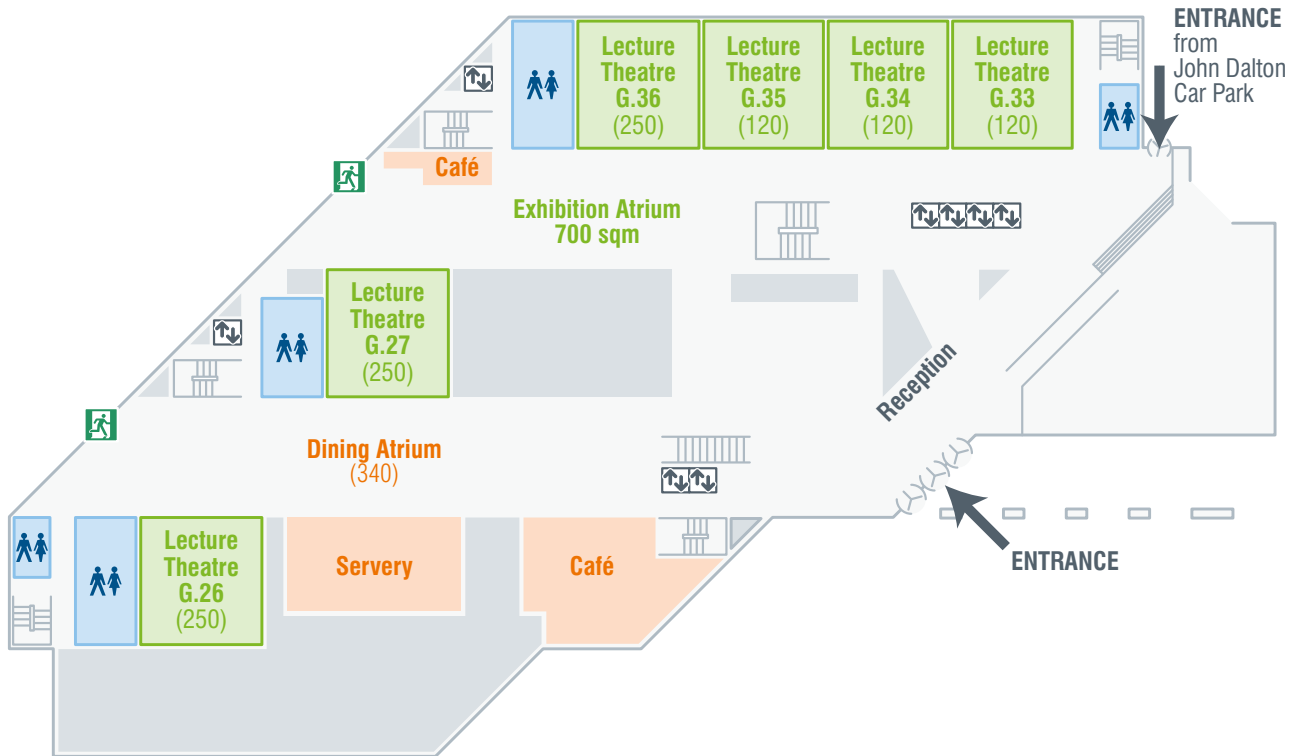 ENTRANCE
from
John Dalton
Car Park
Lecture
Theatre
G.36
(250)
Lecture
Theatre
G.35
(120)
Lecture
Theatre
G.34
(120)
Lecture
Theatre
G.33
(120)
Café
Exhibition Atrium
700 sqm
Lecture
Theatre
G.27
(250)
Reception
Dining Atrium
(340)
Lecture
Theatre
G.26
(250)
Servery
Café
ENTRANCE